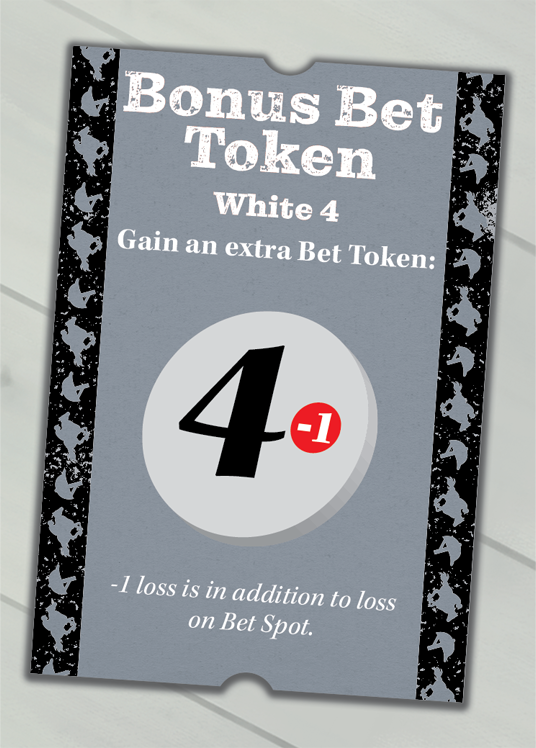 Bonus Bet
Token
White 4
Gain an extra Bet Token:
4 -1
-1 loss is in addition to loss
on Bet Spot.